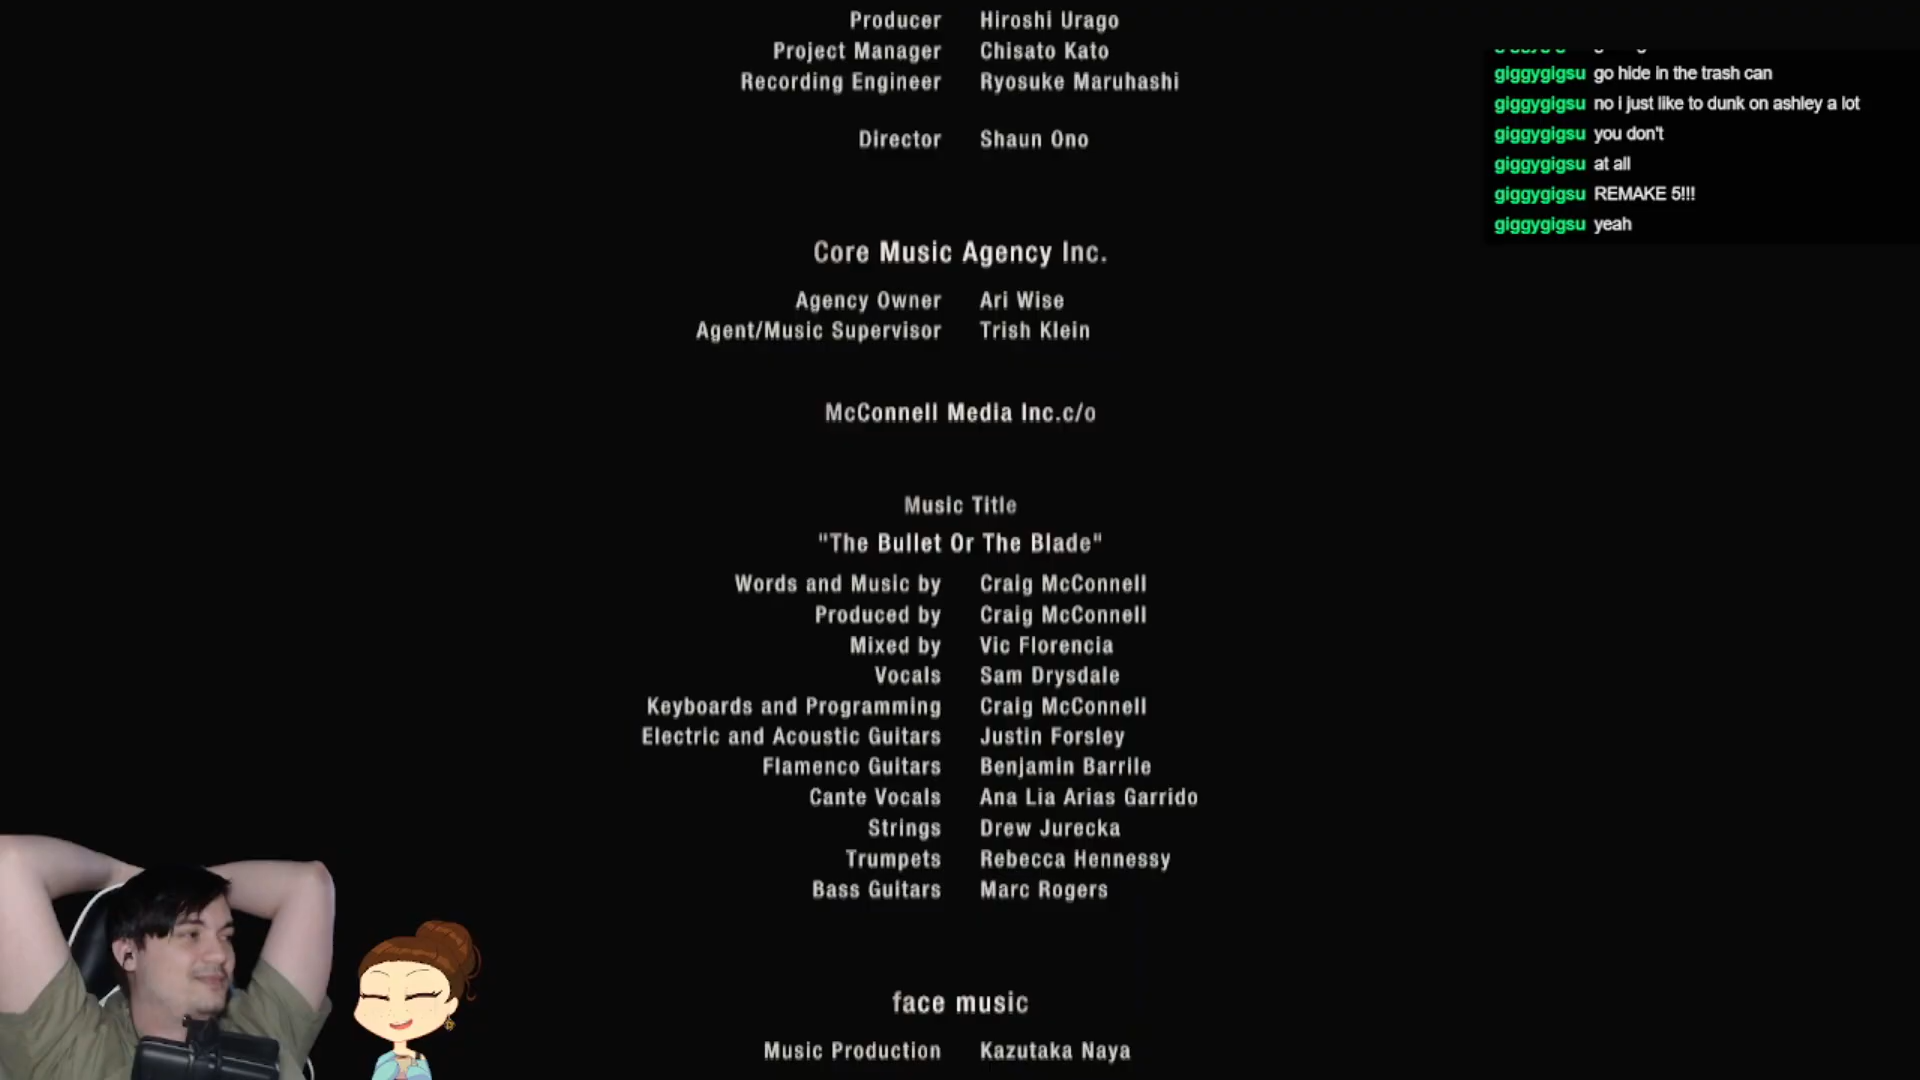 Producer Hiroshi Urago
Project Manager Chisato Kato
Recording Engineer Ryosuke Maruhashi
Director Shaun Ono
Core Music Agency Inc.
Agency Owner Ari Wise
Agent/Music Supervisor Trish Klein
McConnell Media Inc.c/o
Music Title
"The Bullet Or The Blade"
Words and Music by Craig McConnell
Produced by Craig McConnell
Mixed by Vic Florencia
Vocals Sam Drysdale
Keyboards and Programming Craig McConnell
Electric and Acoustic Guitars Justin Forsley
Flamenco Guitars Benjamin Barrile
Cante Vocals Ana Lia Arias Garrido
Strings Drew Jurecka
Trumpets Rebecca Hennessy
Bass Guitars Marc Rogers
face music
Music Production Kazutaka Naya
giggygigsu go hide in the trash can
giggygigsu no i just like to dunk on ashley a lot
giggygigsu you don't
giggygigsu at all
giggygigsu REMAKE 5!!!
giggygigsu yeah